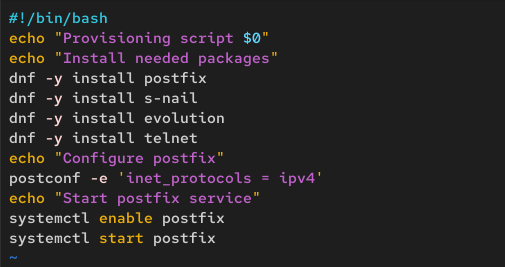 #!/bin/bash
echo "Provisioning script $0"
echo "Install needed packages"
dnf -y install postfix
dnf -y install s-nail
dnf -y install evolution
dnf -y install telnet
echo "Configure postfix"
postconf -e 'inet_protocols = ipv4'
echo "Start postfix service"
systemctl enable postfix
systemctl start postfix
~